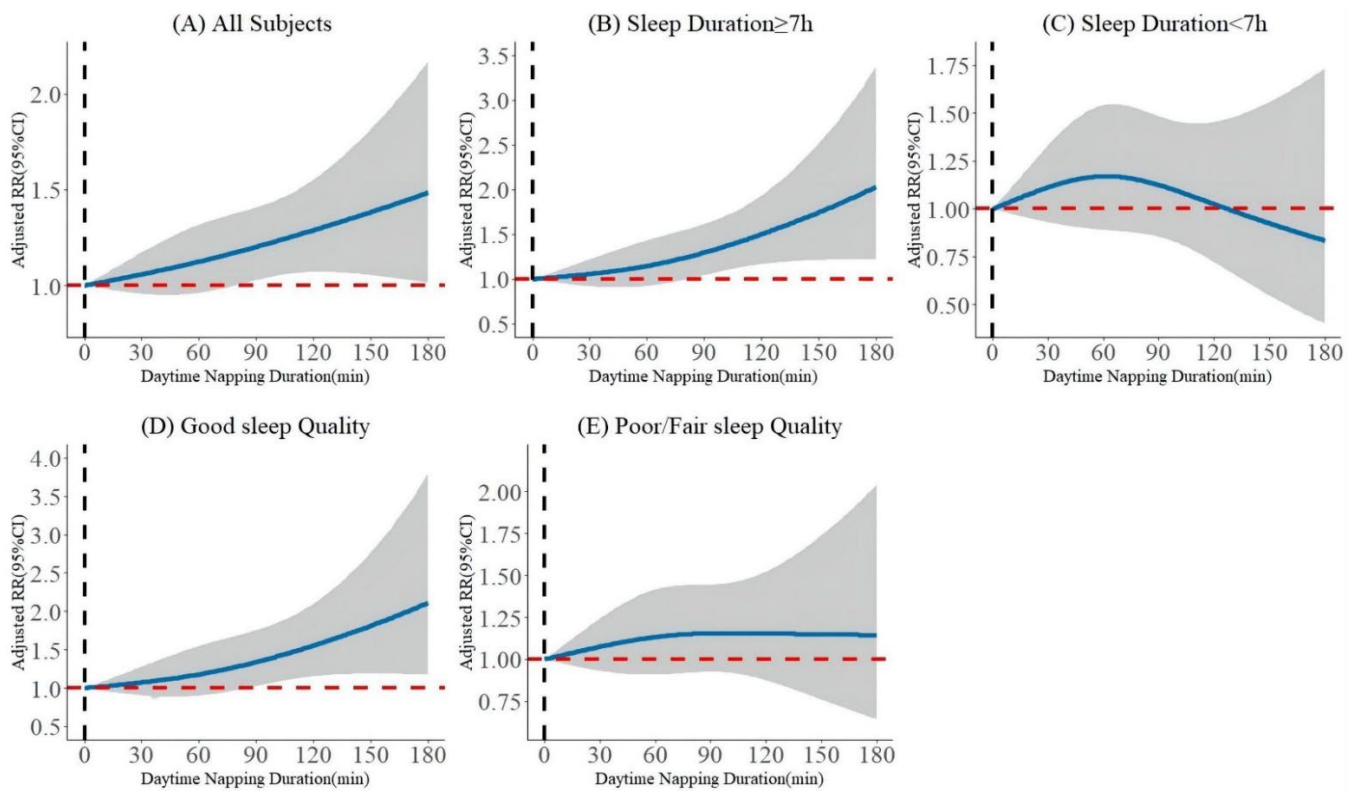 (A) All Subjects
Adjusted RR(95%CI)
2.0
1.5
1.0
0 30 60 90 120 150 180
Daytime Napping Duration(min)
(B) Sleep Duration≥7h
Adjusted RR(95%CI)
3.5
3.0
2.5
2.0
1.5
1.0
0.5
0 30 60 90 120 150 180
Daytime Napping Duration(min)
(C) Sleep Duration<7h
Adjusted RR(95%CI)
1.75
1.50
1.25
1.00
0.75
0.50
0 30 60 90 120 150 180
Daytime Napping Duration(min)
(D) Good sleep Quality
Adjusted RR(95%CI)
4.0
3.5
3.0
2.5
2.0
1.5
1.0
0.5
0 30 60 90 120 150 180
Daytime Napping Duration(min)
(E) Poor/Fair sleep Quality
Adjusted RR(95%CI)
2.00
1.75
1.50
1.25
1.00
0.75
0 30 60 90 120 150 180
Daytime Napping Duration(min)